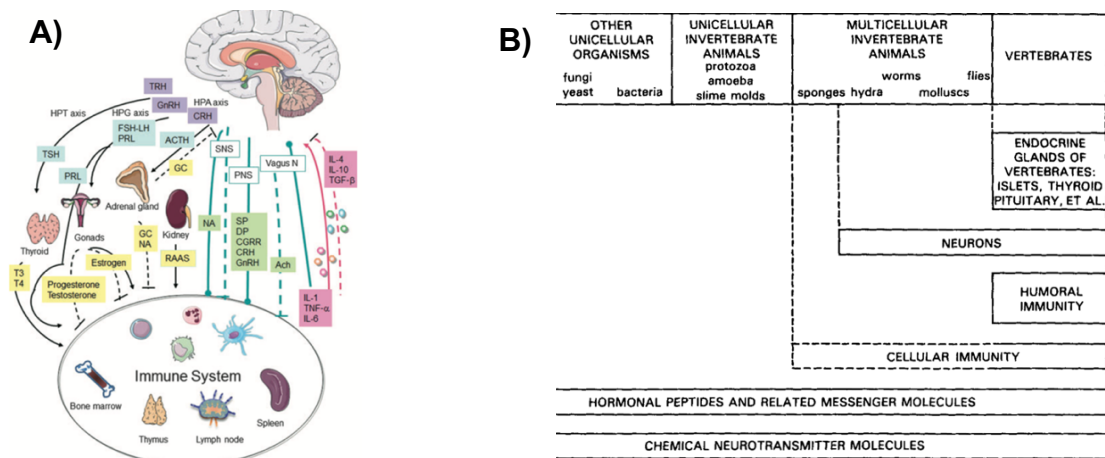 A)
TRH
GnRH
HPA axis
CRH
HPT axis
HPG axis
FSH-LH
PRL
ACTH
SNS
TSH
GC
Vagus N
IL-4
IL-10
TGF-β
PRL
PNS
Adrenal gland
NA
SP
DP
CGRR
CRH
GnRH
Kidney
Thyroid
Gonads
GC
NA
RAAS
Ach
T3
T4
Estrogen
Progesterone
Testosterone
IL-1
TNF-α
IL-6
Immune System
Bone marrow
Thymus
Lymph node
Spleen
B)
OTHER
UNICELLULAR
ORGANISMS
fungi
yeast bacteria
UNICELLULAR
INVERTEBRATE
ANIMALS
protozoa
amoeba
slime molds
MULTICELLULAR
INVERTEBRATE
ANIMALS
worms flies
sponges hydra molluscs
VERTEBRATES
ENDOCRINE
GLANDS OF
VERTEBRATES:
ISLETS, THYROID
PITUITARY, ET AL.
NEURONS
HUMORAL
IMMUNITY
CELLULAR IMMUNITY
HORMONAL PEPTIDES AND RELATED MESSENGER MOLECULES
CHEMICAL NEUROTRANSMITTER MOLECULES